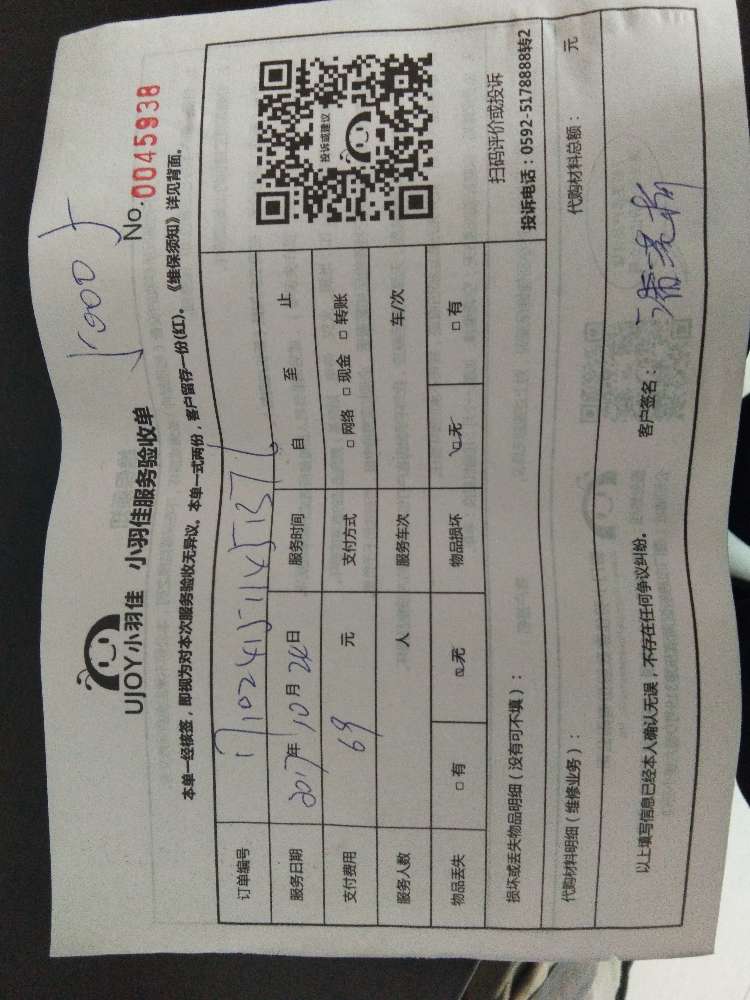 UJOY小羽佳 小羽佳服务验收单
No. 0045938
本单一经核签，即视为对本次服务验收无异议。本单一式两份，客户留存一份(红)。《维保须知》详见背面。
订单编号
服务日期 2017年10月24日 服务时间 自 至 止
支付费用 69 元 支付方式 □ 网络 □ 现金 □ 转账
服务人数 人 服务车次 车/次
物品丢失 □ 有 ☑ 无 物品损坏 ☑ 无 □ 有
投诉或建议
扫码评价或投诉
投诉电话：0592-5178888转2
损坏或丢失物品明细（没有可不填）：
代购材料明细（维修业务）： 代购材料总额： 元
以上填写信息已经本人确认无误，不存在任何争议纠纷。 客户签名：